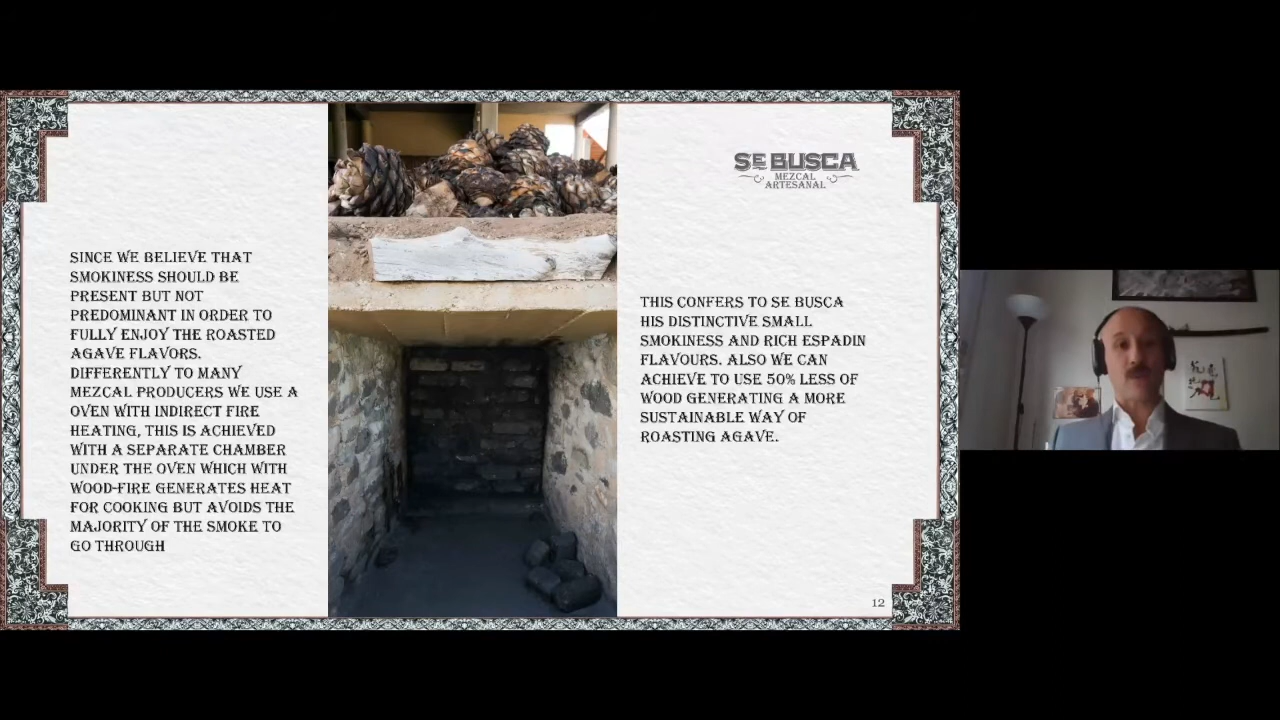 SINCE WE BELIEVE THAT
SMOKINESS SHOULD BE
PRESENT BUT NOT
PREDOMINANT IN ORDER TO
FULLY ENJOY THE ROASTED
AGAVE FLAVORS.
DIFFERENTLY TO MANY
MEZCAL PRODUCERS WE USE A
OVEN WITH INDIRECT FIRE
HEATING, THIS IS ACHIEVED
WITH A SEPARATE CHAMBER
UNDER THE OVEN WHICH WITH
WOOD-FIRE GENERATES HEAT
FOR COOKING BUT AVOIDS THE
MAJORITY OF THE SMOKE TO
GO THROUGH
SE BUSCA
MEZCAL
ARTESANAL
THIS CONFERS TO SE BUSCA
HIS DISTINCTIVE SMALL
SMOKINESS AND RICH ESPADIN
FLAVOURS. ALSO WE CAN
ACHIEVE TO USE 50% LESS OF
WOOD GENERATING A MORE
SUSTAINABLE WAY OF
ROASTING AGAVE.
12